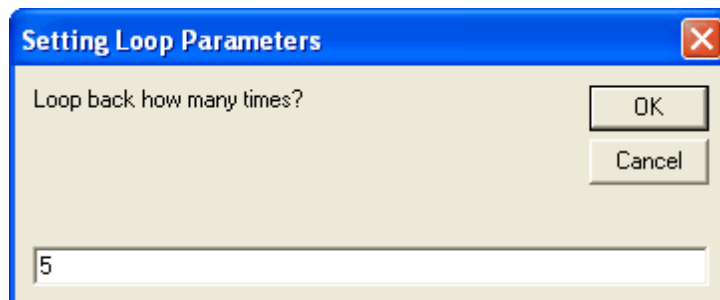 Setting Loop Parameters
Loop back how many times?
OK
Cancel
5